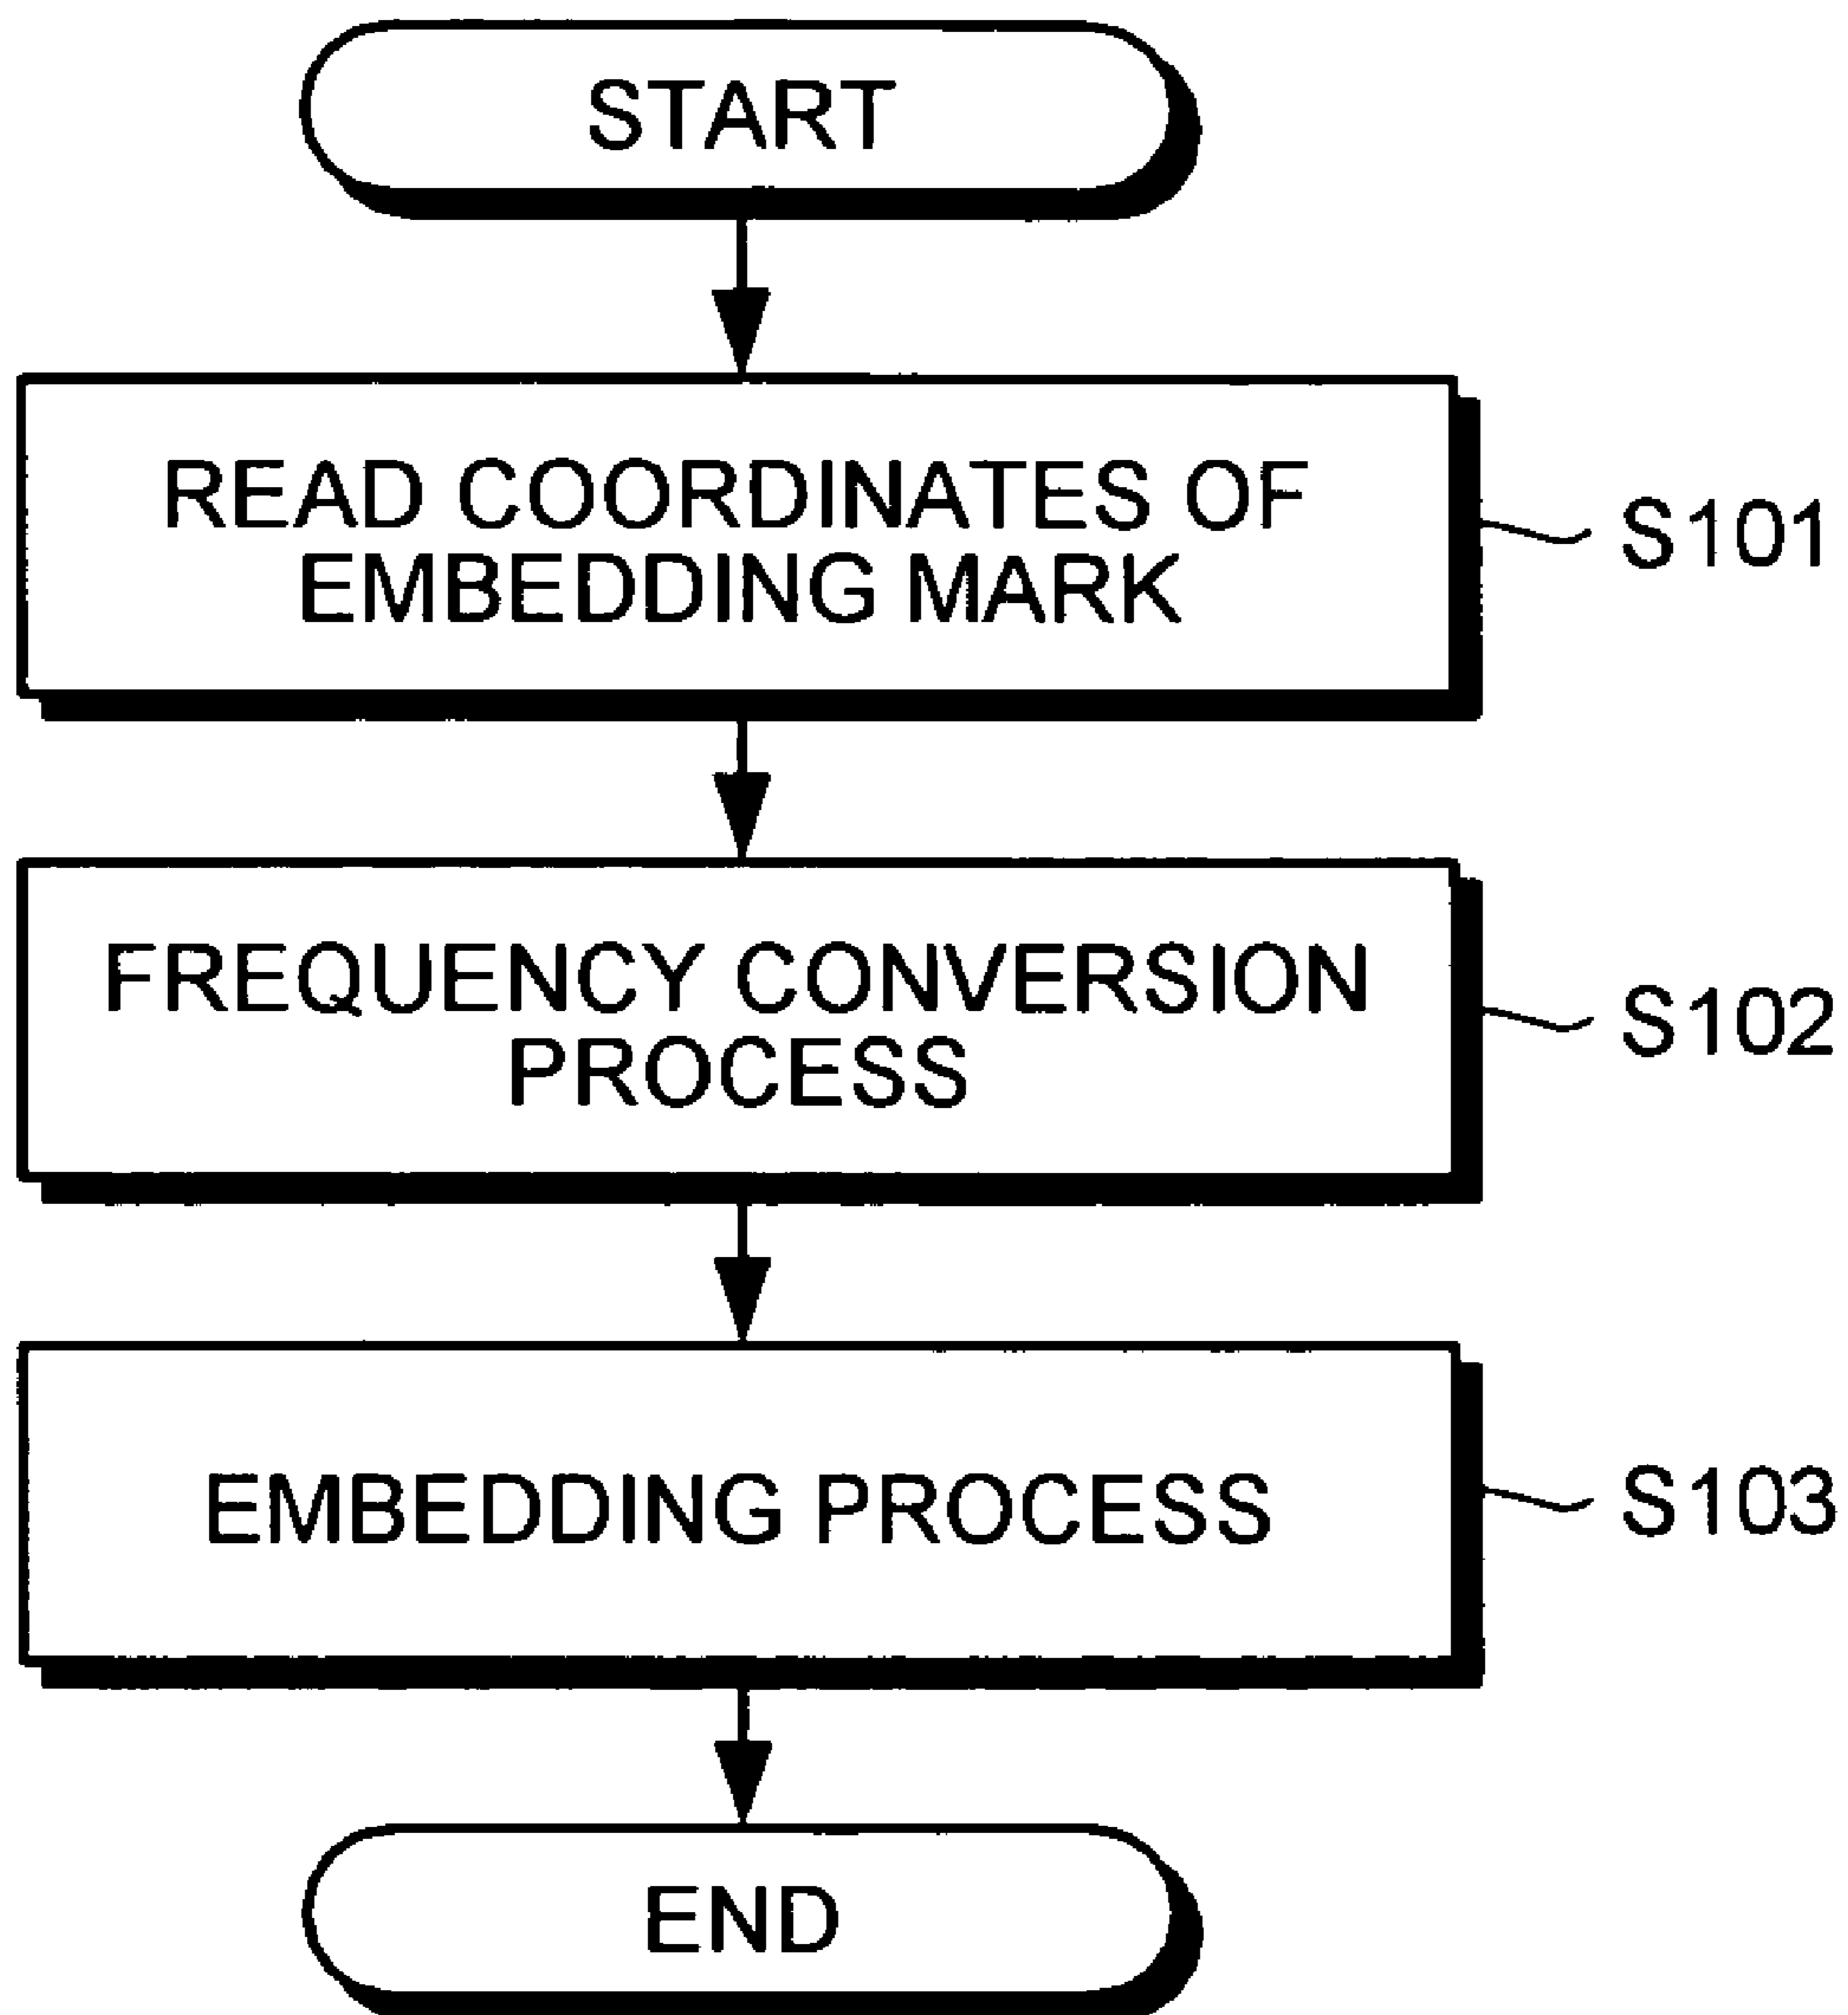 START
READ COORDINATES OF
EMBEDDING MARK
S101
FREQUENCY CONVERSION
PROCESS
S102
EMBEDDING PROCESS
S103
END